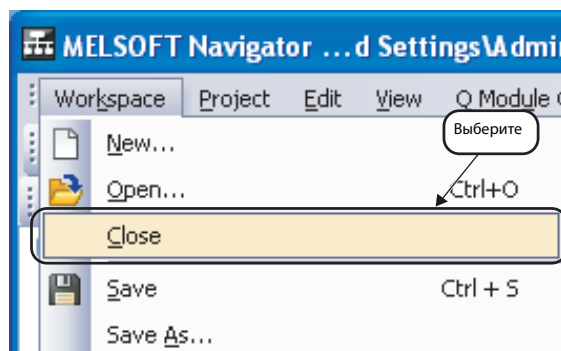 MELSOFT Navigator ...d Settings\Admi
Workspace Project Edit View Q Module
Выберите
New...
Open... Ctrl+O
Close
Save Ctrl + S
Save As...